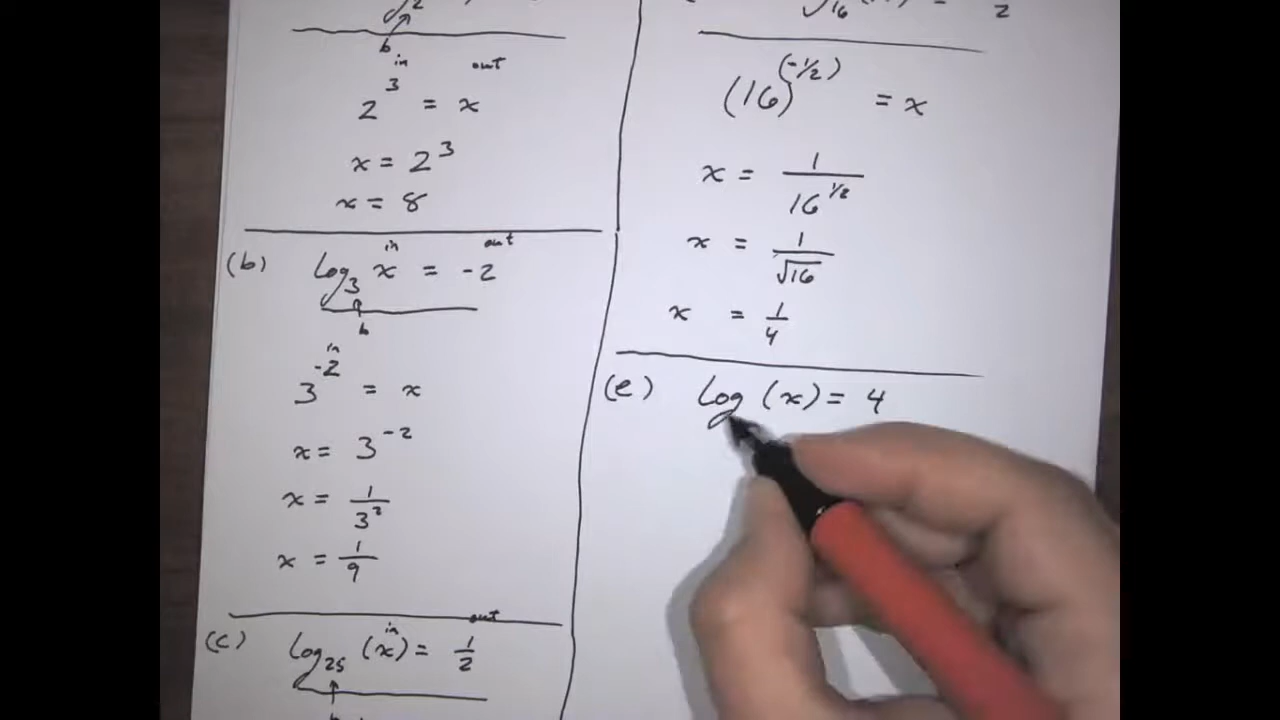 b
in out
2^3 = x
x = 2^3
x = 8
(b) log_3 x = -2
in out
b
in
3^-2 = x
x = 3^-2
x = 1/3^2
x = 1/9
(c) log_25 (x) = 1/2
in out
(16)^(-1/2) = x
x = 1/16^1/2
x = 1/√16
x = 1/4
(e) log (x) = 4